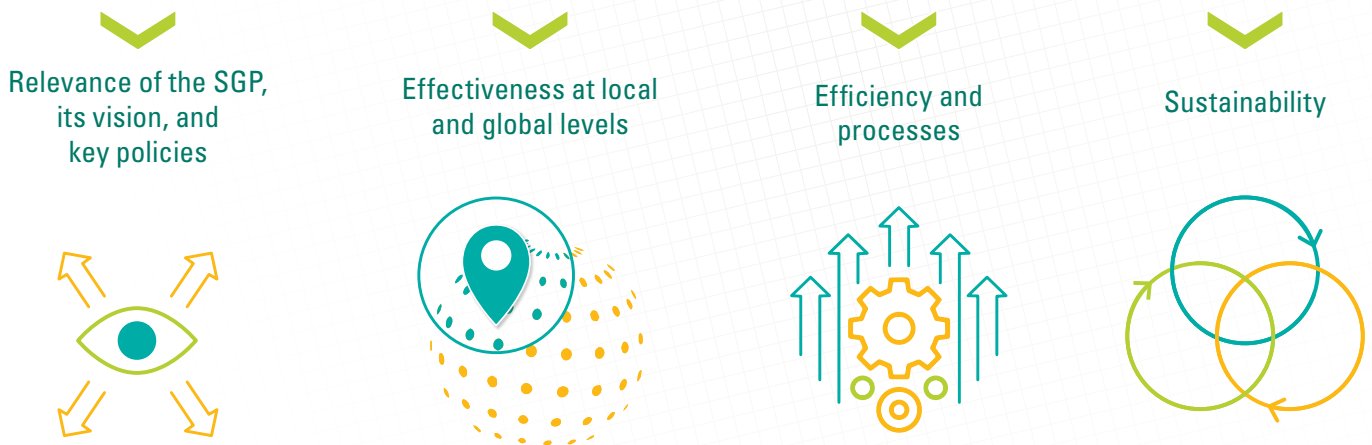 Relevance of the SGP,
its vision, and
key policies
Effectiveness at local
and global levels
Efficiency and
processes
Sustainability